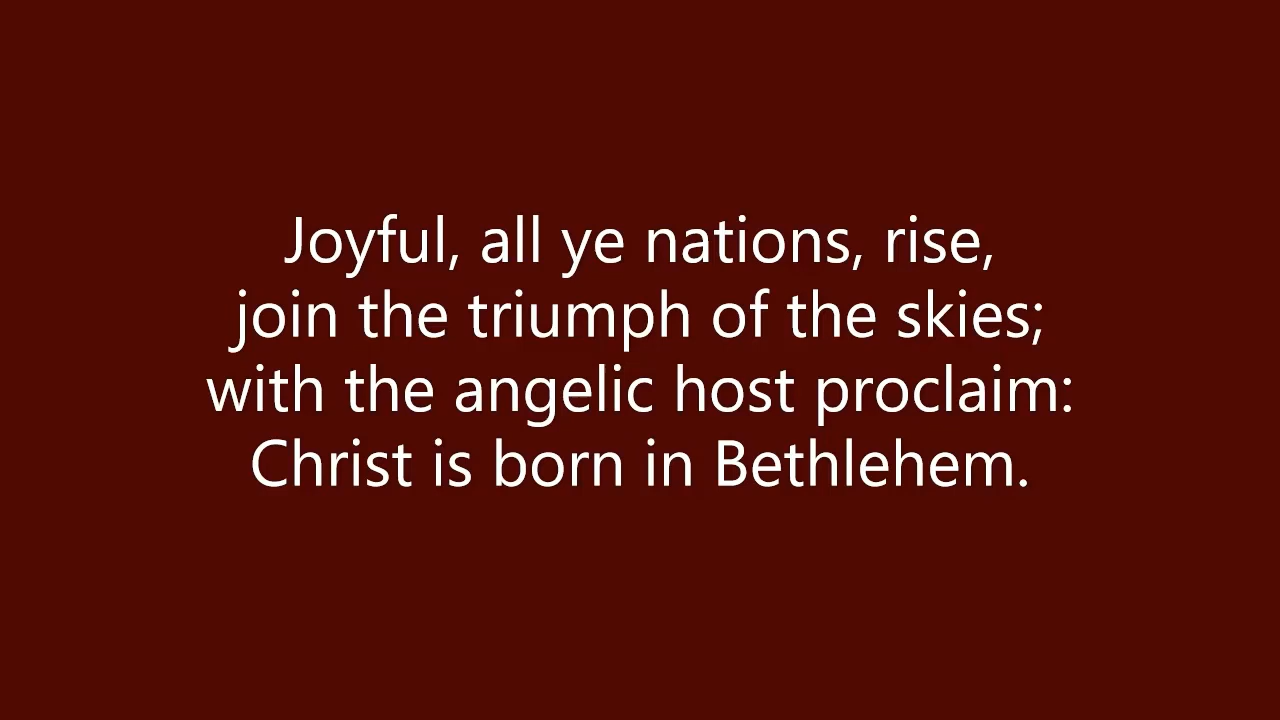 Joyful, all ye nations, rise,
join the triumph of the skies;
with the angelic host proclaim:
Christ is born in Bethlehem.